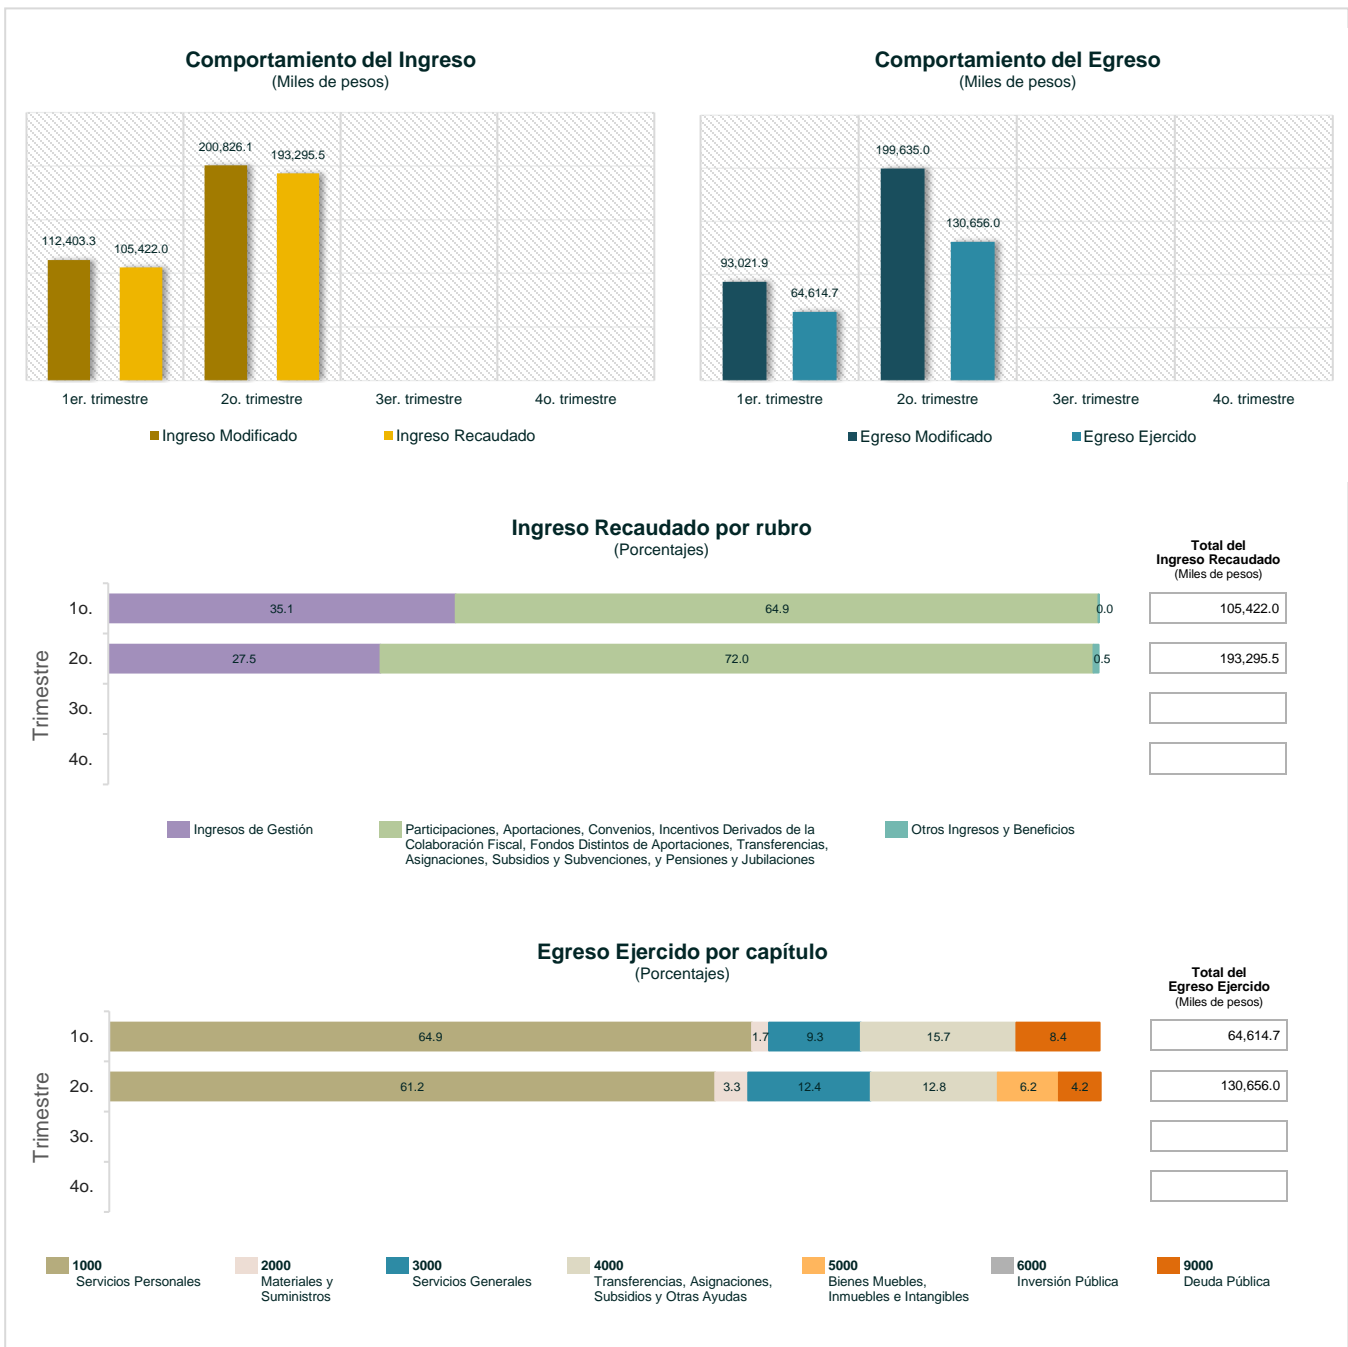 Comportamiento del Ingreso
(Miles de pesos)
200,826.1
193,295.5
112,403.3
105,422.0
1er. trimestre 2o. trimestre 3er. trimestre 4o. trimestre
Ingreso Modificado Ingreso Recaudado
Comportamiento del Egreso
(Miles de pesos)
199,635.0
130,656.0
93,021.9
64,614.7
1er. trimestre 2o. trimestre 3er. trimestre 4o. trimestre
Egreso Modificado Egreso Ejercido
Ingreso Recaudado por rubro
(Porcentajes)
Total del
Ingreso Recaudado
(Miles de pesos)
Trimestre
1o. 35.1 64.9 0.0 105,422.0
2o. 27.5 72.0 0.5 193,295.5
3o.
4o.
Ingresos de Gestión
Participaciones, Aportaciones, Convenios, Incentivos Derivados de la
Colaboración Fiscal, Fondos Distintos de Aportaciones, Transferencias,
Asignaciones, Subsidios y Subvenciones, y Pensiones y Jubilaciones
Otros Ingresos y Beneficios
Egreso Ejercido por capítulo
(Porcentajes)
Total del
Egreso Ejercido
(Miles de pesos)
Trimestre
1o. 64.9 1.7 9.3 15.7 8.4 64,614.7
2o. 61.2 3.3 12.4 12.8 6.2 4.2 130,656.0
3o.
4o.
1000
Servicios Personales
2000
Materiales y
Suministros
3000
Servicios Generales
4000
Transferencias, Asignaciones,
Subsidios y Otras Ayudas
5000
Bienes Muebles,
Inmuebles e Intangibles
6000
Inversión Pública
9000
Deuda Pública